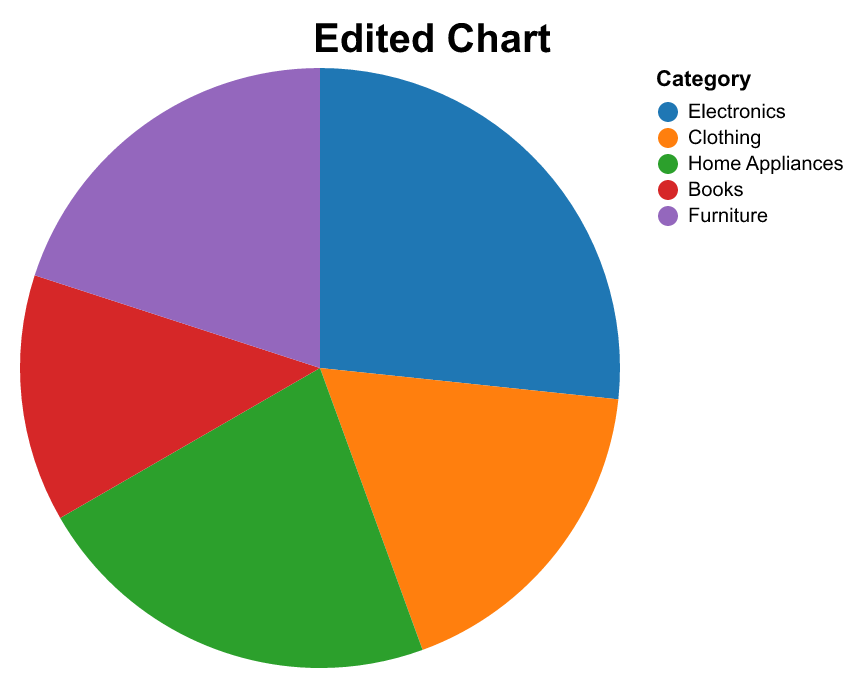 Edited Chart
Category
Electronics
Clothing
Home Appliances
Books
Furniture